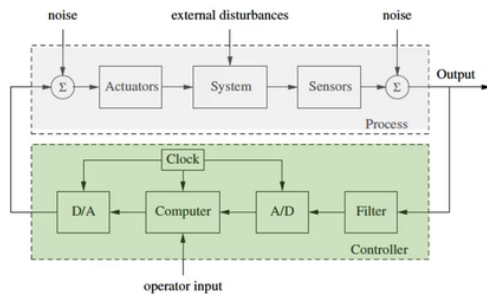 noise
external disturbances
noise
Σ
Actuators
System
Sensors
Σ
Output
Process
Clock
D/A
Computer
A/D
Filter
Controller
operator input